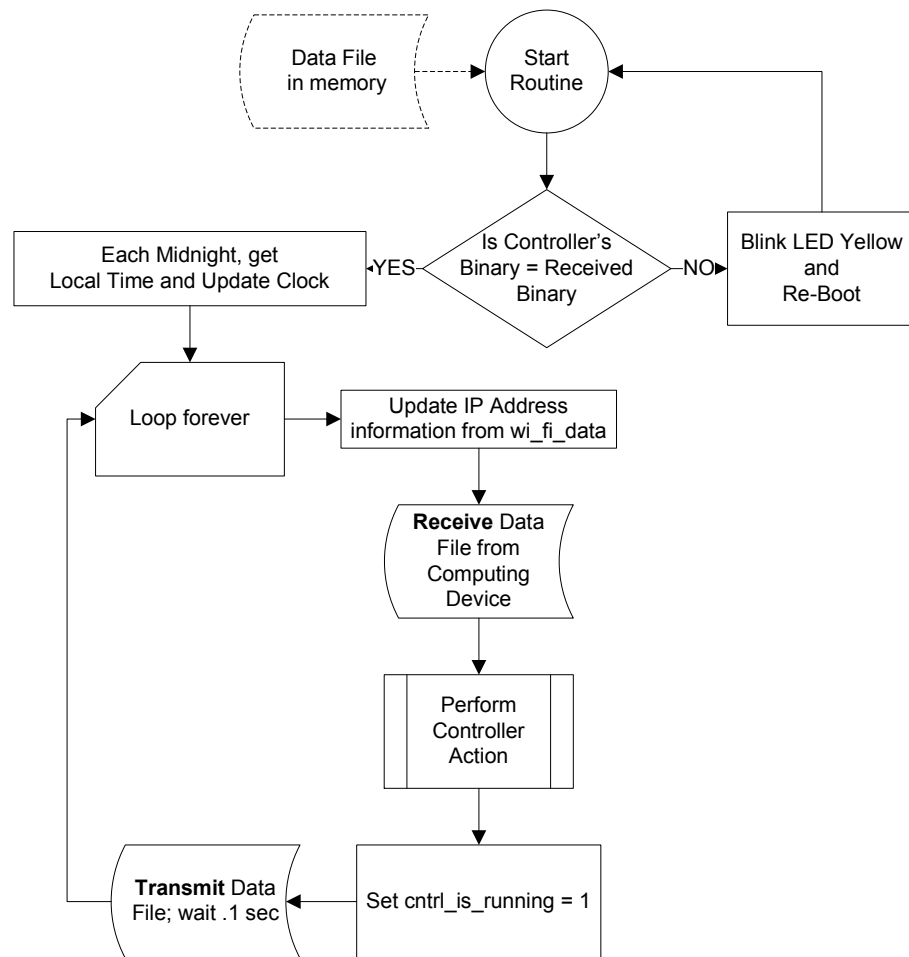 Data File
in memory
Start
Routine
Is Controller's
Binary = Received
Binary
YES
NO
Blink LED Yellow
and
Re-Boot
Each Midnight, get
Local Time and Update Clock
Loop forever
Update IP Address
information from wi_fi_data
Receive Data
File from
Computing
Device
Perform
Controller
Action
Set cntrl_is_running = 1
Transmit Data
File; wait .1 sec